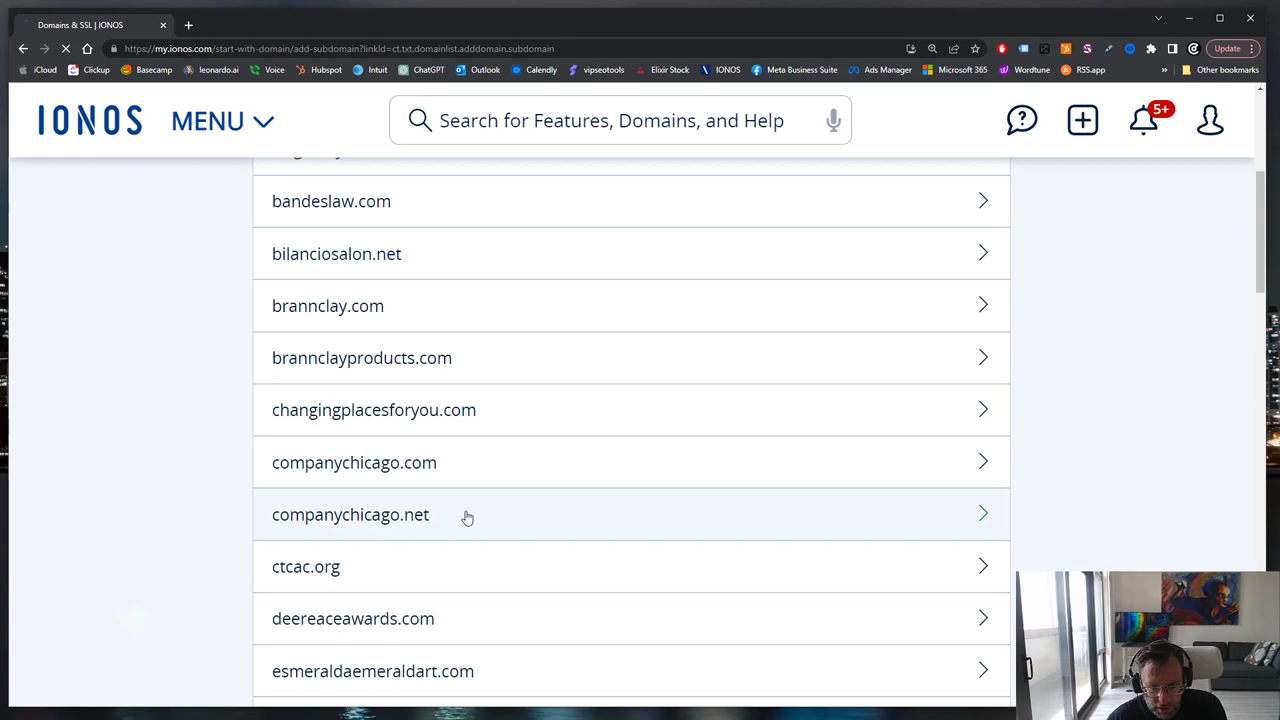 Domains & SSL | IONOS
https://my.ionos.com/start-with-domain/add-subdomain?linkId=ct.txt.domainlist.adddomain.subdomain
Update
iCloud
Clickup
Basecamp
leonardo.ai
Voice
Hubspot
Intuit
ChatGPT
Outlook
Calendly
vipseotools
Elixir Stock
IONOS
Meta Business Suite
Ads Manager
Microsoft 365
Wordtune
RSS.app
Other bookmarks
IONOS
MENU
Search for Features, Domains, and Help
5+
bandeslaw.com
bilanciosalon.net
brannclay.com
brannclayproducts.com
changingplacesforyou.com
companychicago.com
companychicago.net
ctcac.org
deereaceawards.com
esmeraldaemeraldart.com